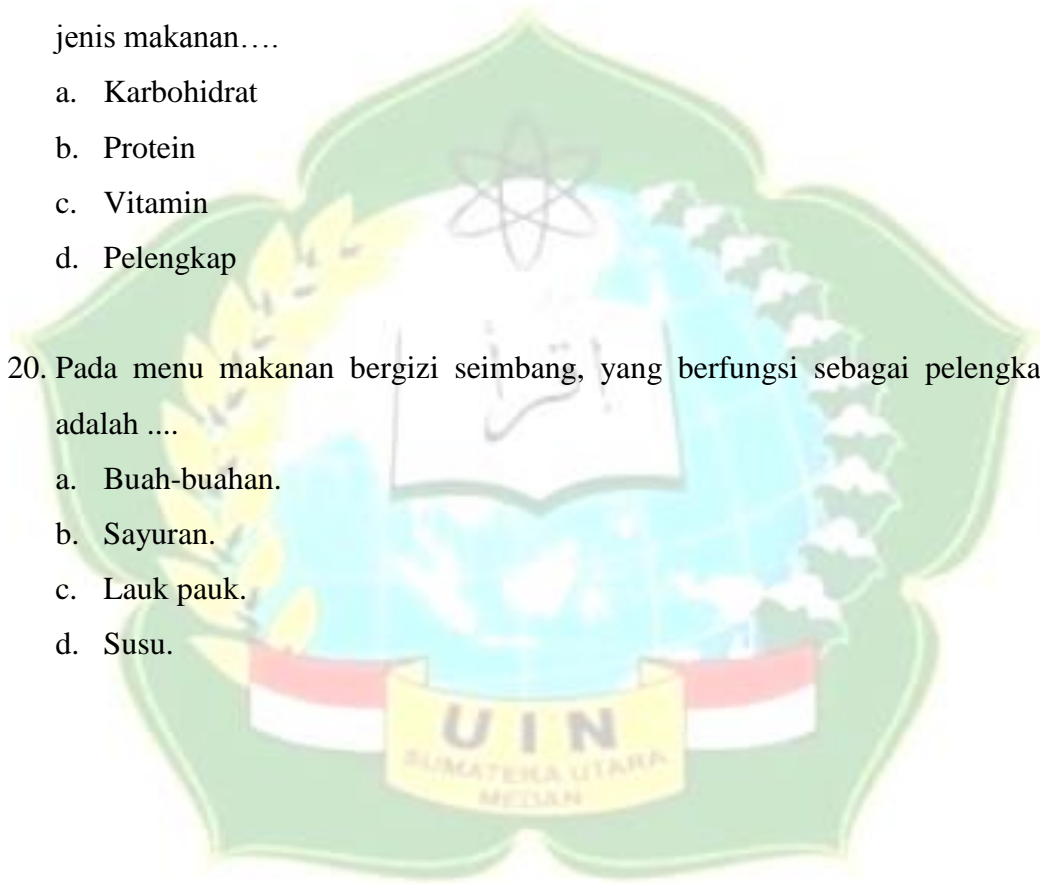 jenis makanan….
a. Karbohidrat
b. Protein
c. Vitamin
d. Pelengkap
20. Pada menu makanan bergizi seimbang, yang berfungsi sebagai pelengka
adalah ....
a. Buah-buahan.
b. Sayuran.
c. Lauk pauk.
d. Susu.
UIN
SUMATERA UTARA
MEDAN